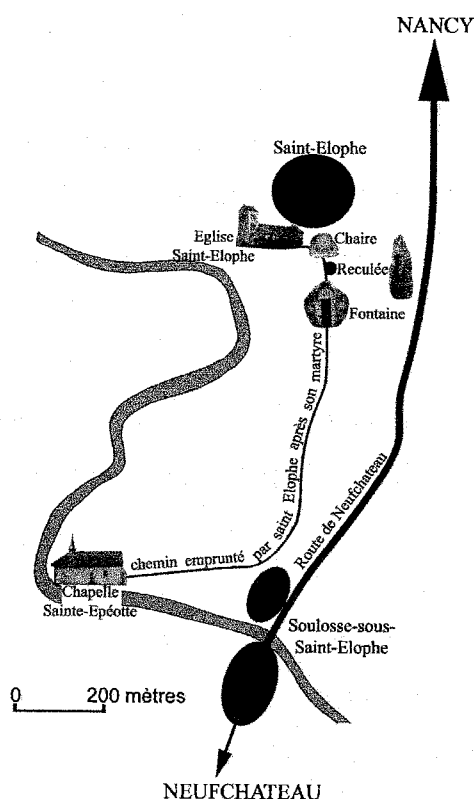 NANCY
Saint-Elophe
Eglise
Saint-Elophe
Chaire
Reculée
Fontaine
chemin emprunté par saint Elophe après son martyre
Route de Neufchateau
Chapelle
Sainte-Epéotte
Soulosse-sous-
Saint-Elophe
0 200 mètres
NEUFCHATEAU